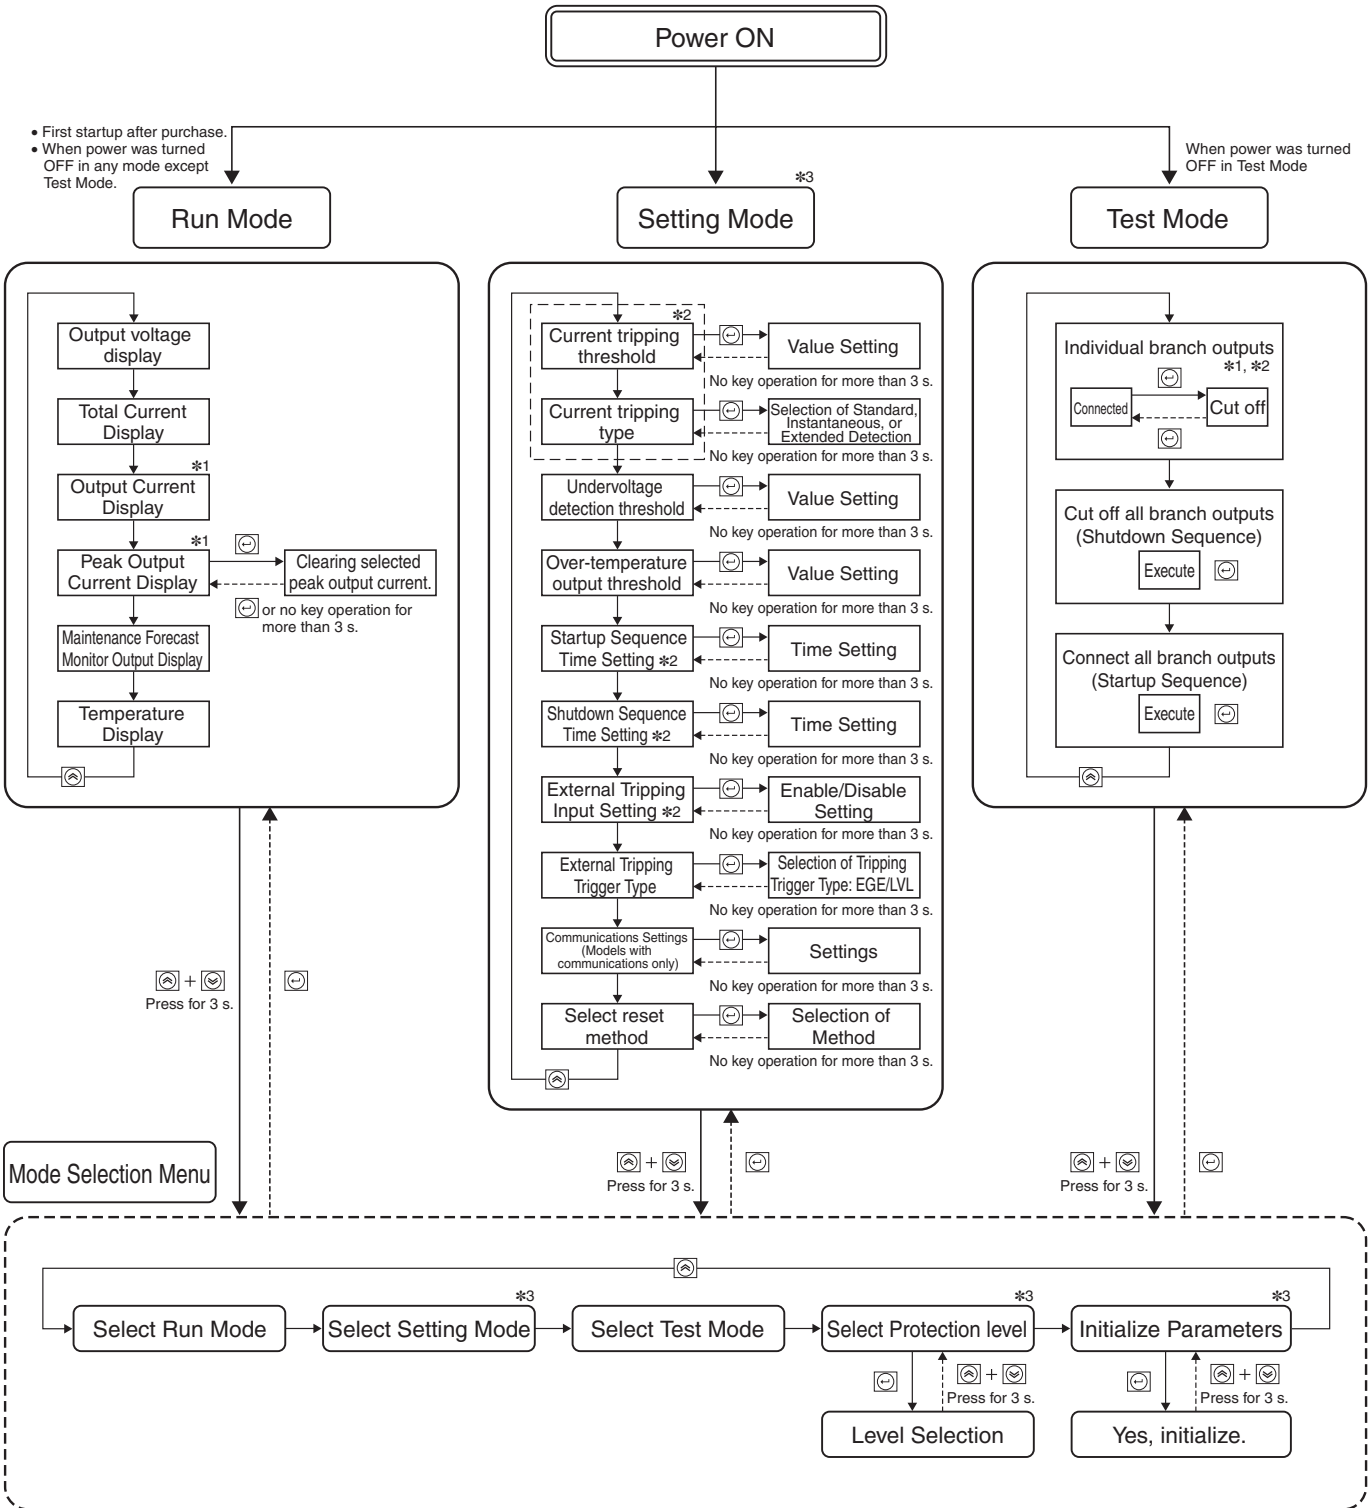 Power ON
• First startup after purchase.
• When power was turned
OFF in any mode except
Test Mode.
When power was turned
OFF in Test Mode
Run Mode
✻3
Setting Mode
Test Mode
Output voltage
display
Total Current
Display
✻1
Output Current
Display
✻1
Peak Output
Current Display
Clearing selected
peak output current.
or no key operation for
more than 3 s.
Maintenance Forecast
Monitor Output Display
Temperature
Display
✻2
Current tripping
threshold
Value Setting
No key operation for more than 3 s.
Current tripping
type
Selection of Standard,
Instantaneous, or
Extended Detection
No key operation for more than 3 s.
Undervoltage
detection threshold
Value Setting
No key operation for more than 3 s.
Over-temperature
output threshold
Value Setting
No key operation for more than 3 s.
Startup Sequence
Time Setting ✻2
Time Setting
No key operation for more than 3 s.
Shutdown Sequence
Time Setting ✻2
Time Setting
No key operation for more than 3 s.
External Tripping
Input Setting ✻2
Enable/Disable
Setting
No key operation for more than 3 s.
External Tripping
Trigger Type
Selection of Tripping
Trigger Type: EGE/LVL
No key operation for more than 3 s.
Communications Settings
(Models with
communications only)
Settings
No key operation for more than 3 s.
Select reset
method
Selection of
Method
No key operation for more than 3 s.
Individual branch outputs
✻1, ✻2
Connected
Cut off
Cut off all branch outputs
(Shutdown Sequence)
Execute
Connect all branch outputs
(Startup Sequence)
Execute
+
Press for 3 s.
+
Press for 3 s.
+
Press for 3 s.
Mode Selection Menu
Select Run Mode
✻3
Select Setting Mode
Select Test Mode
✻3
Select Protection level
✻3
Initialize Parameters
+
Press for 3 s.
+
Press for 3 s.
Level Selection
Yes, initialize.